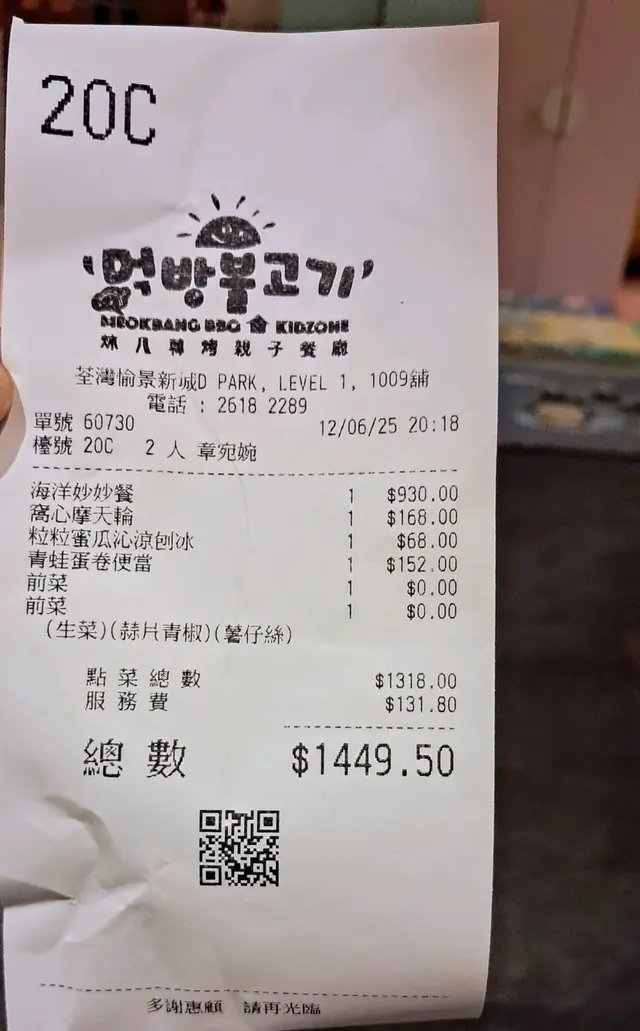 20C
'먹방불고기'
MEOKBANG BBQ KIDZONE
炑八韓烤親子餐廳
荃灣愉景新城D PARK, LEVEL 1, 1009舖
電話 : 2618 2289
單號 60730 12/06/25 20:18
檯號 20C 2 人 章宛婉
海洋妙妙餐 1 $930.00
窩心摩天輪 1 $168.00
粒粒蜜瓜沁涼刨冰 1 $68.00
青蛙蛋卷便當 1 $152.00
前菜 1 $0.00
前菜 1 $0.00
(生菜)(蒜片青椒)(薯仔絲)
點菜總數 $1318.00
服務費 $131.80
總數 $1449.50
多謝惠顧 請再光臨